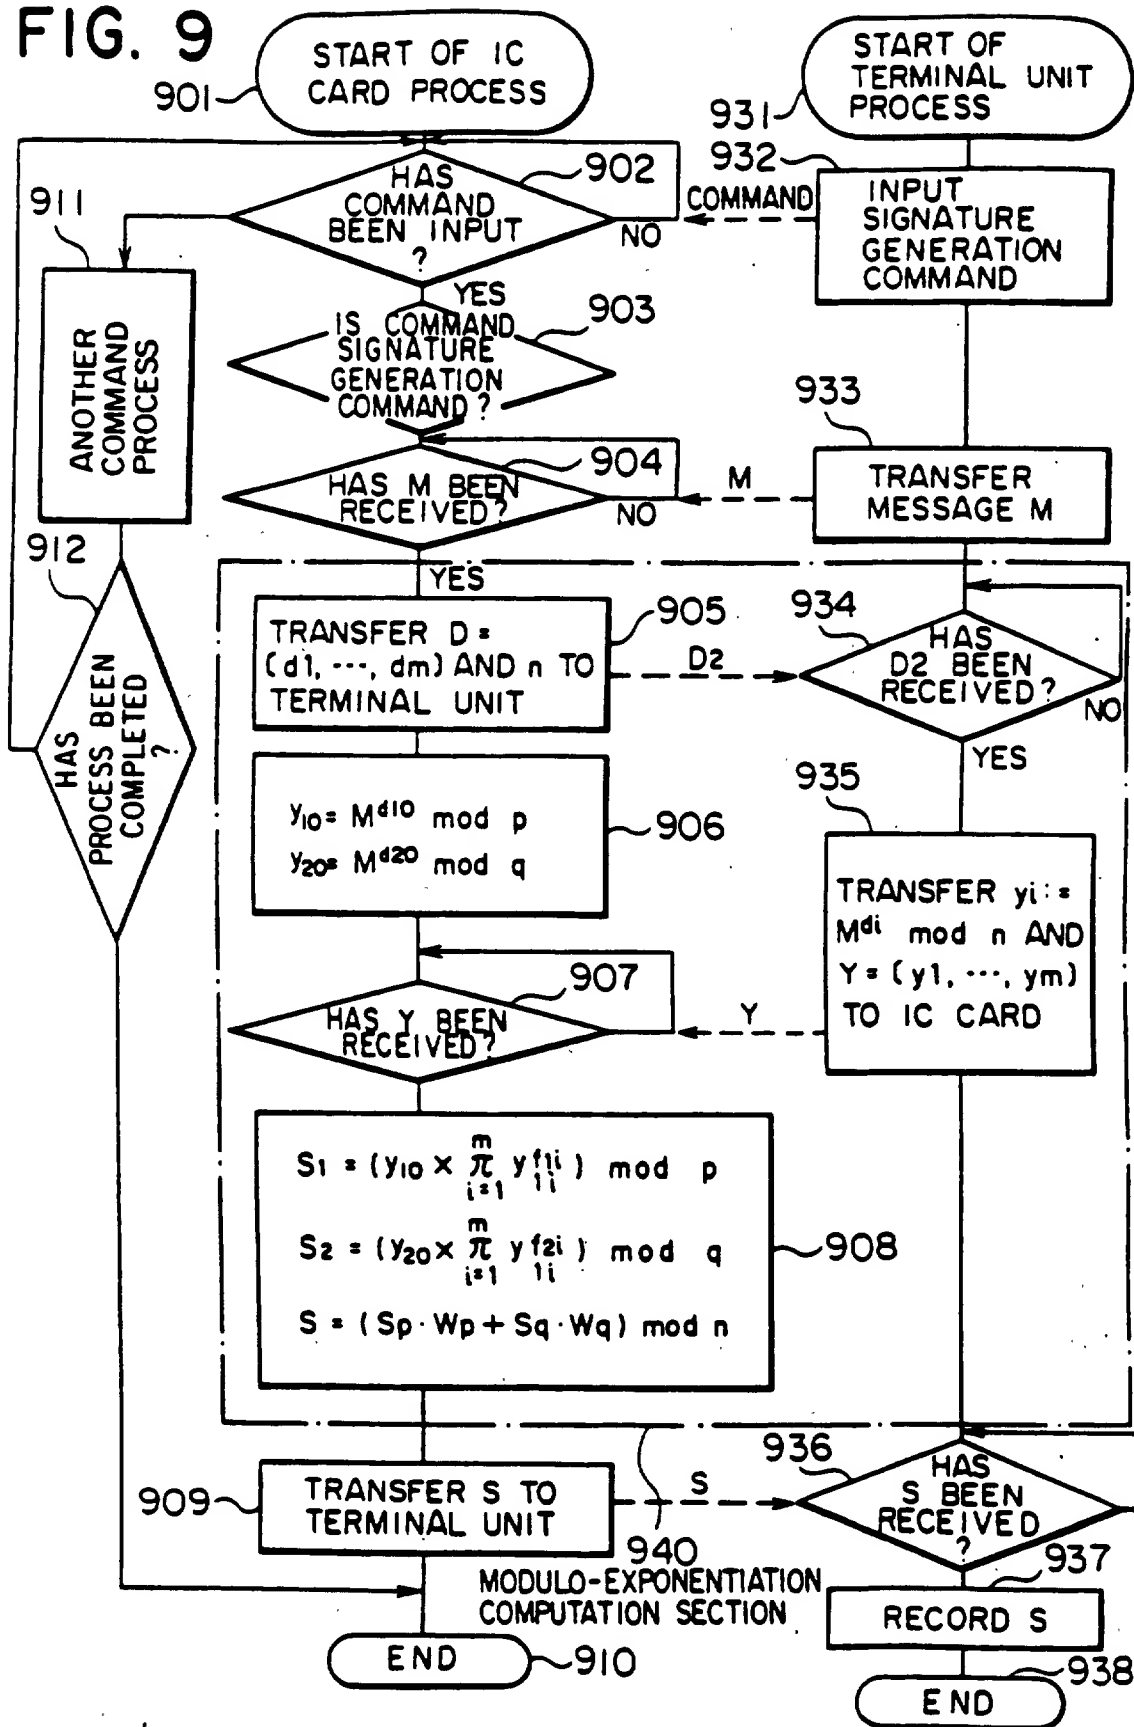 FIG. 9
START OF IC
CARD PROCESS
901
START OF
TERMINAL UNIT
PROCESS
931
HAS
COMMAND
BEEN INPUT
?
902
NO
YES
COMMAND
932
INPUT
SIGNATURE
GENERATION
COMMAND
911
ANOTHER
COMMAND
PROCESS
IS COMMAND
SIGNATURE
GENERATION
COMMAND?
903
HAS M BEEN
RECEIVED?
904
NO
YES
M
933
TRANSFER
MESSAGE M
912
HAS
PROCESS BEEN
COMPLETED
?
TRANSFER D=
(d1, ···, dm) AND n TO
TERMINAL UNIT
905
D2
934
HAS
D2 BEEN
RECEIVED?
NO
YES
y10= M^d10 mod p
y20= M^d20 mod q
906
935
TRANSFER yi:=
M^di mod n AND
Y=(y1, ···, ym)
TO IC CARD
HAS Y BEEN
RECEIVED?
907
Y
S1 = (y10 × π^m_i=1 y^f1i_1i) mod p
S2 = (y20 × π^m_i=1 y^f2i_1i) mod q
S = (Sp·Wp+Sq·Wq) mod n
908
909
TRANSFER S TO
TERMINAL UNIT
S
936
HAS
S BEEN
RECEIVED
?
940
MODULO-EXPONENTIATION
COMPUTATION SECTION
937
RECORD S
END
910
END
938